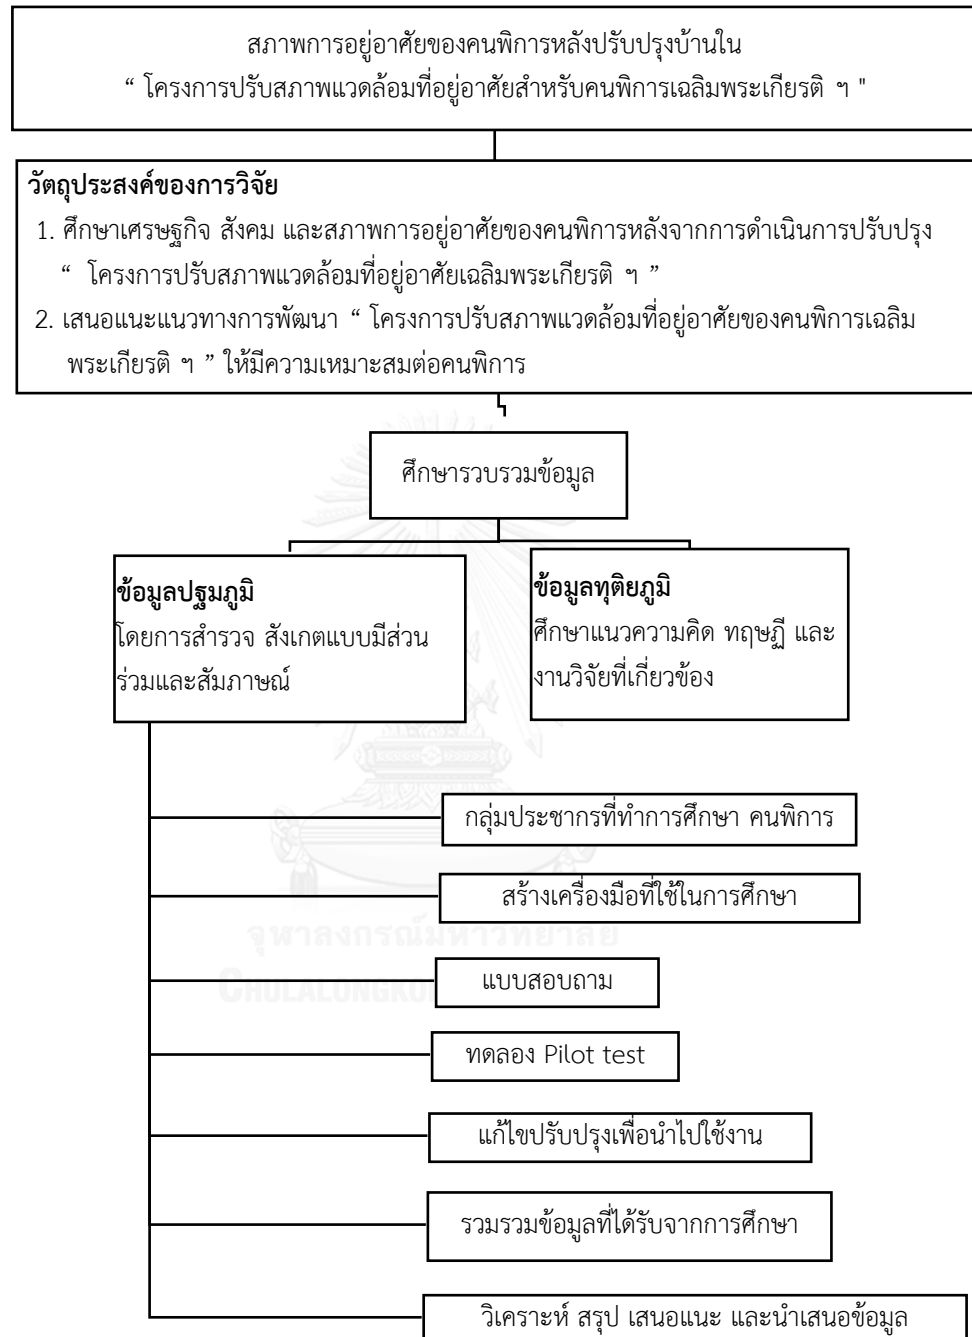 สภาพการอยู่อาศัยของคนพิการหลังปรับปรุงบ้านใน
“ โครงการปรับสภาพแวดล้อมที่อยู่อาศัยสำหรับคนพิการเฉลิมพระเกียรติ ฯ "
วัตถุประสงค์ของการวิจัย
1. ศึกษาเศรษฐกิจ สังคม และสภาพการอยู่อาศัยของคนพิการหลังจากการดำเนินการปรับปรุง
“ โครงการปรับสภาพแวดล้อมที่อยู่อาศัยเฉลิมพระเกียรติ ฯ ”
2. เสนอแนะแนวทางการพัฒนา “ โครงการปรับสภาพแวดล้อมที่อยู่อาศัยของคนพิการเฉลิม
พระเกียรติ ฯ ” ให้มีความเหมาะสมต่อคนพิการ
ศึกษารวบรวมข้อมูล
ข้อมูลปฐมภูมิ
โดยการสำรวจ สังเกตแบบมีส่วน
ร่วมและสัมภาษณ์
ข้อมูลทุติยภูมิ
ศึกษาแนวความคิด ทฤษฎี และ
งานวิจัยที่เกี่ยวข้อง
กลุ่มประชากรที่ทำการศึกษา คนพิการ
สร้างเครื่องมือที่ใช้ในการศึกษา
จุฬาลงกรณ์มหาวิทยาลัย
แบบสอบถาม
CHULALONGKO
ทดลอง Pilot test
แก้ไขปรับปรุงเพื่อนำไปใช้งาน
รวมรวมข้อมูลที่ได้รับจากการศึกษา
วิเคราะห์ สรุป เสนอแนะ และนำเสนอข้อมูล